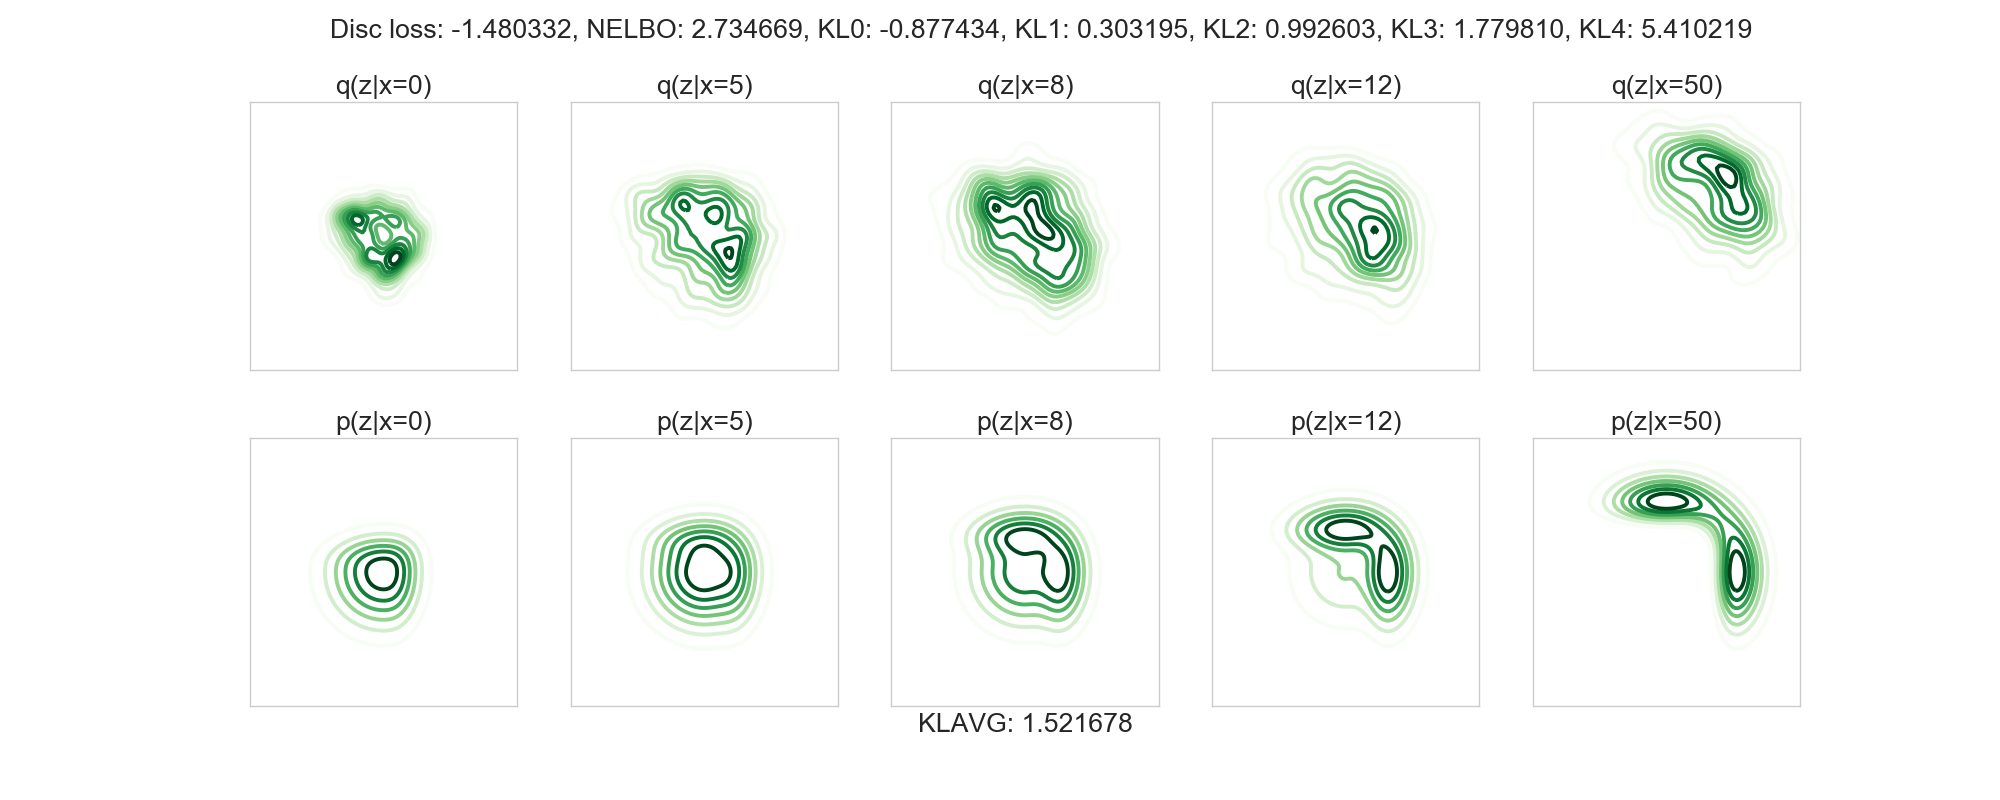 Disc loss: -1.480332, NELBO: 2.734669, KL0: -0.877434, KL1: 0.303195, KL2: 0.992603, KL3: 1.779810, KL4: 5.410219
q(z|x=0) q(z|x=5) q(z|x=8) q(z|x=12) q(z|x=50)
p(z|x=0) p(z|x=5) p(z|x=8) p(z|x=12) p(z|x=50)
KLAVG: 1.521678